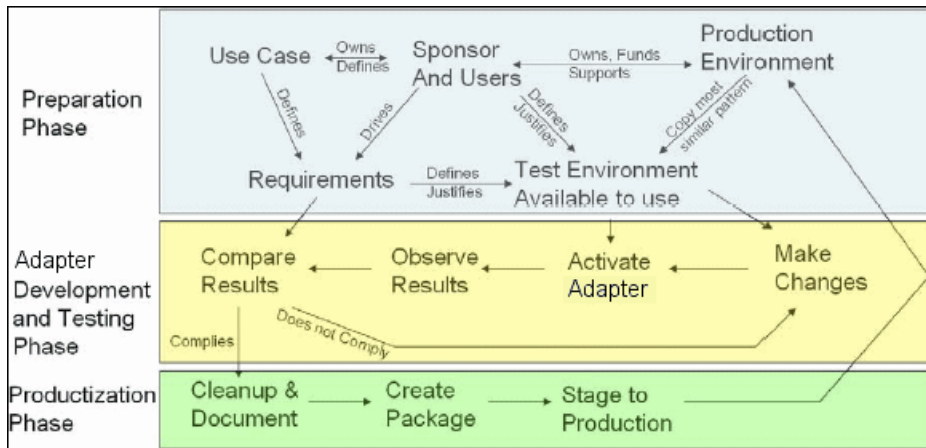 Preparation
Phase
Use Case
Owns
Defines
Sponsor
And Users
Owns, Funds
Supports
Production
Environment
Defines
Drives
Defines
Justifies
Copy most
similar pattern
Requirements
Defines
Justifies
Test Environment
Available to use
Adapter
Development
and Testing
Phase
Compare
Results
Observe
Results
Activate
Adapter
Make
Changes
Complies
Does not Comply
Productization
Phase
Cleanup &
Document
Create
Package
Stage to
Production